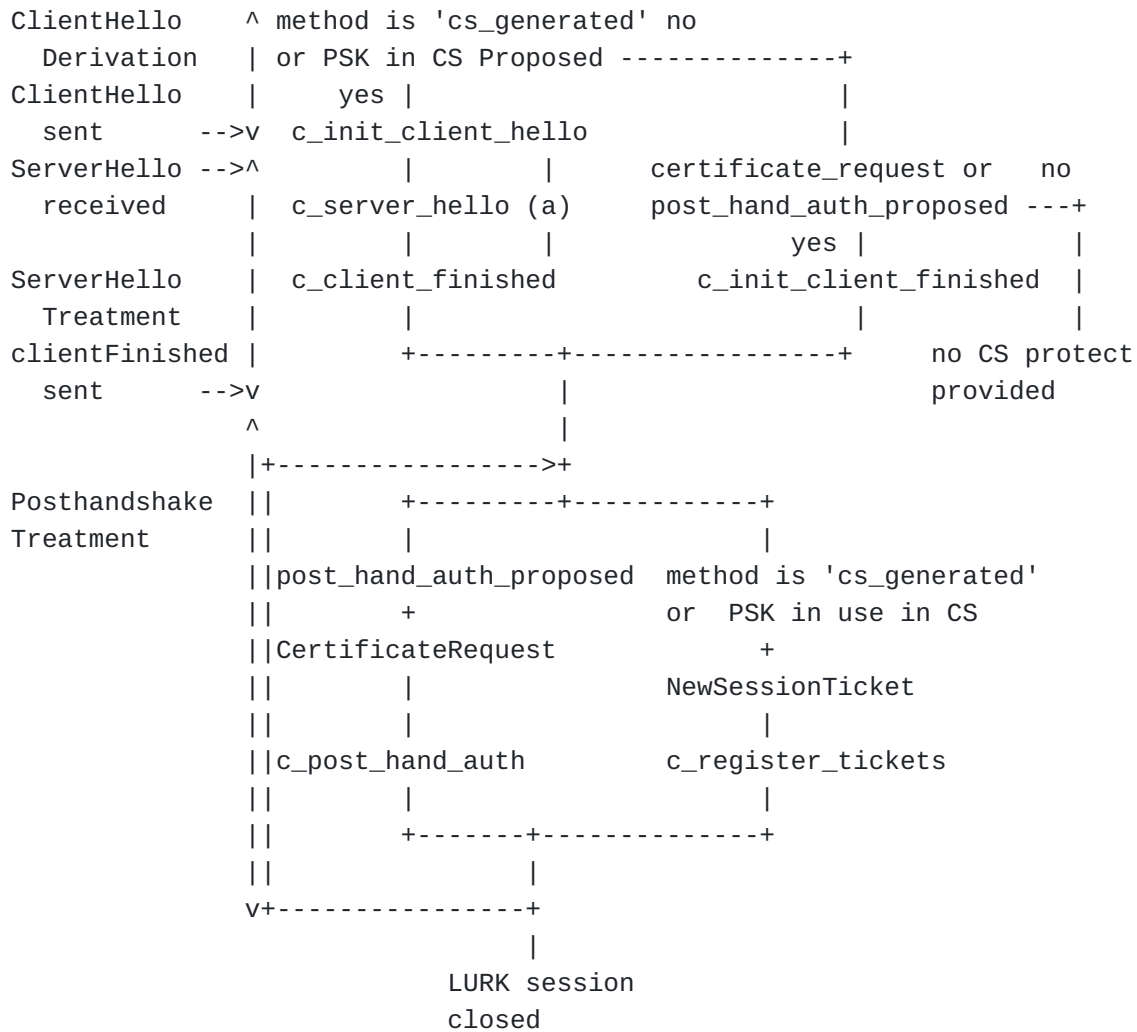 ClientHello    ^ method is 'cs_generated' no
  Derivation   | or PSK in CS Proposed --------------+
ClientHello    |     yes |                           |
  sent      -->v  c_init_client_hello                |
ServerHello -->^         |        |      certificate_request or   no
  received     |  c_server_hello (a)     post_hand_auth_proposed ---+
               |         |        |               yes |             |
ServerHello    |  c_client_finished         c_init_client_finished  |
  Treatment    |         |                            |             |
clientFinished |         +---------+-----------------+     no CS protect
  sent      -->v                   |                       provided
               ^                   |
               |+----------------->+
Posthandshake  ||        +---------+------------+
Treatment      ||        |                      |
               ||post_hand_auth_proposed  method is 'cs_generated'
               ||        +                or  PSK in use in CS
               ||CertificateRequest             +
               ||        |                NewSessionTicket
               ||        |                      |
               ||c_post_hand_auth         c_register_tickets
               ||        |                      |
               ||        +-------+--------------+
               ||                |
               v+----------------+
                                 |
                            LURK session
                            closed